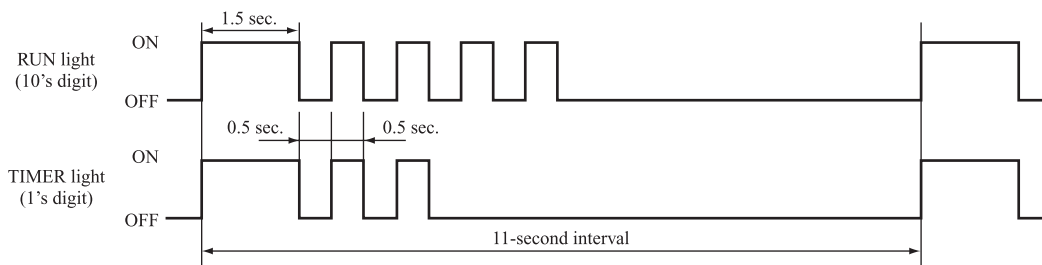 1.5 sec.
ON
RUN light
(10's digit)
OFF
0.5 sec.
0.5 sec.
ON
TIMER light
(1's digit)
OFF
11-second interval